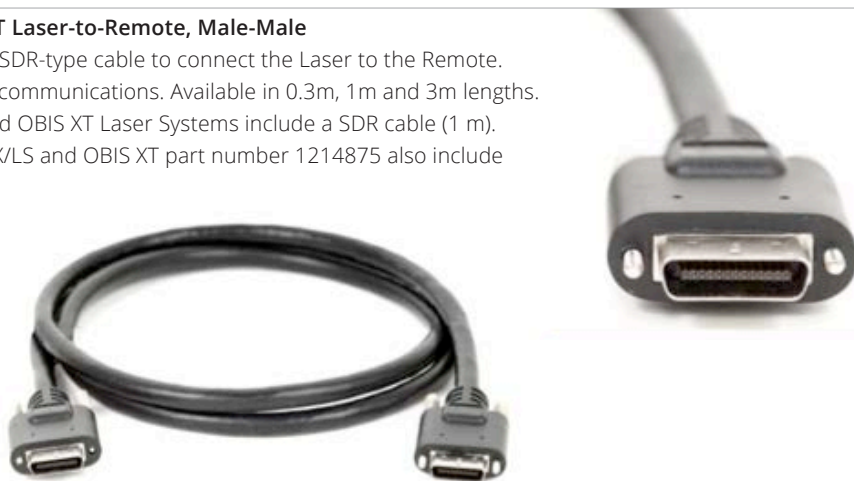 T Laser-to-Remote, Male-Male
SDR-type cable to connect the Laser to the Remote.
communications. Available in 0.3m, 1m and 3m lengths.
d OBIS XT Laser Systems include a SDR cable (1 m).
X/LS and OBIS XT part number 1214875 also include